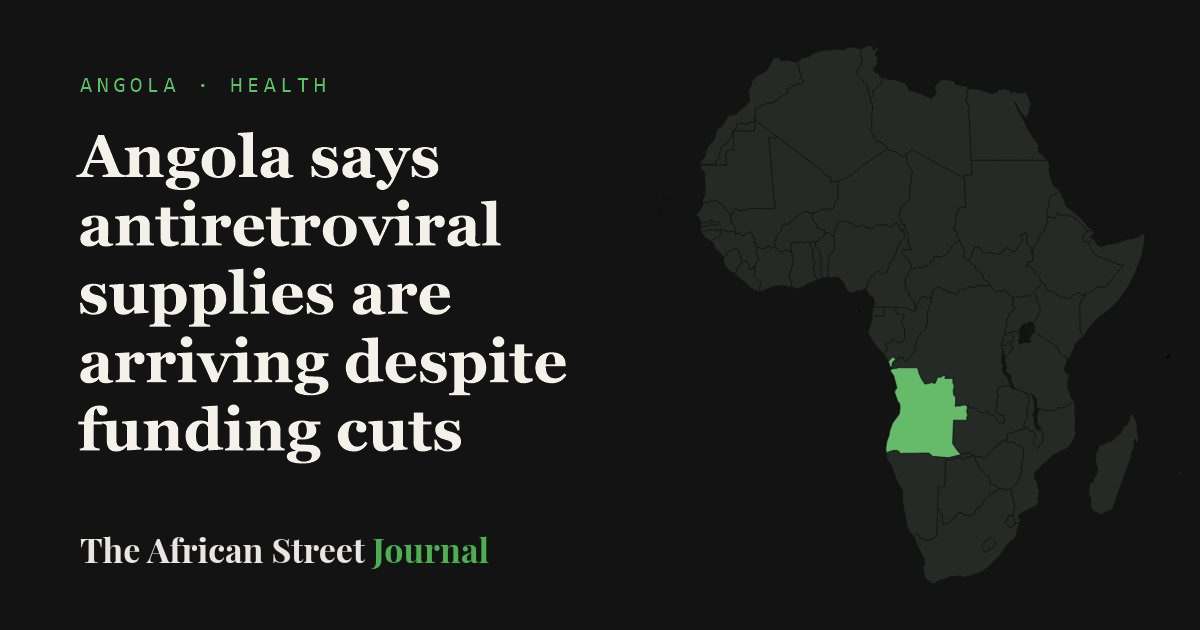 ANGOLA · HEALTH
Angola says
antiretroviral
supplies are
arriving despite
funding cuts
The African Street Journal